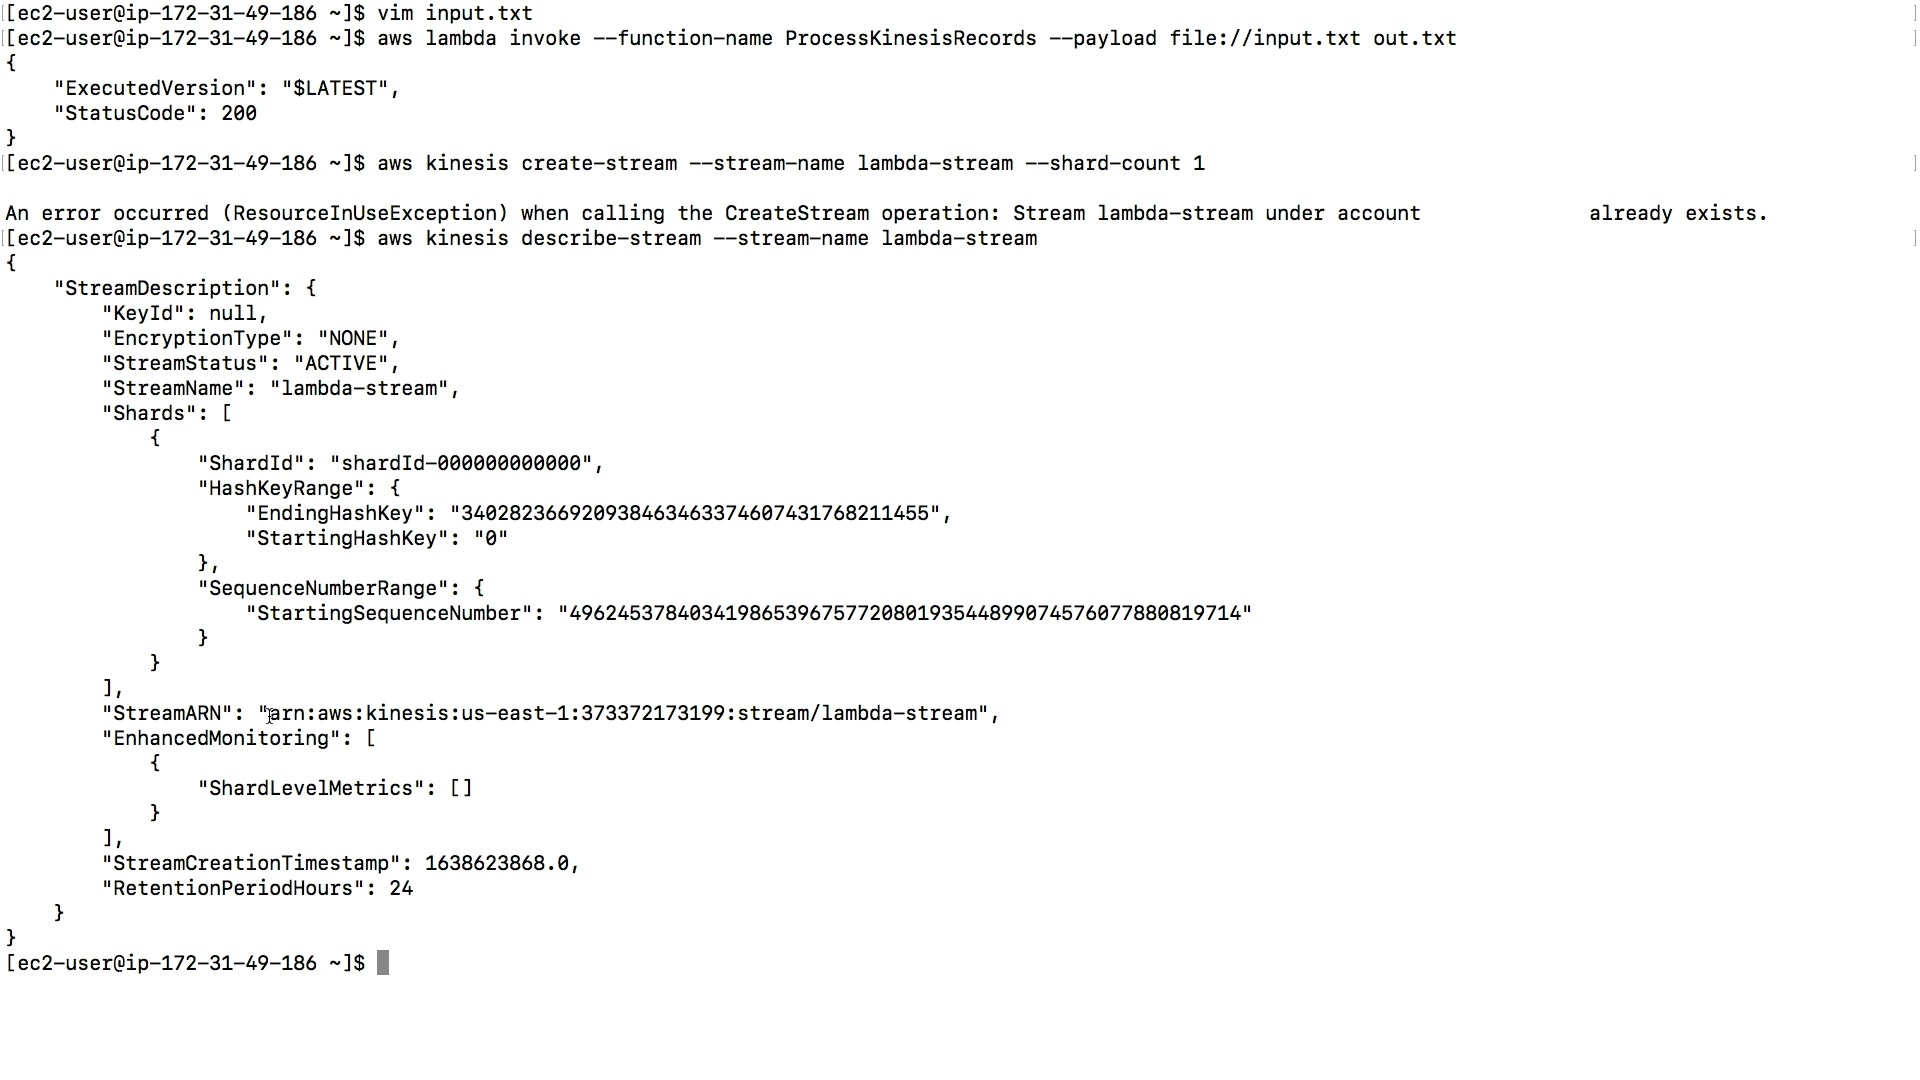 [ec2-user@ip-172-31-49-186 ~]$ vim input.txt
[ec2-user@ip-172-31-49-186 ~]$ aws lambda invoke --function-name ProcessKinesisRecords --payload file://input.txt out.txt
{
    "ExecutedVersion": "$LATEST",
    "StatusCode": 200
}
[ec2-user@ip-172-31-49-186 ~]$ aws kinesis create-stream --stream-name lambda-stream --shard-count 1
An error occurred (ResourceInUseException) when calling the CreateStream operation: Stream lambda-stream under account already exists.
[ec2-user@ip-172-31-49-186 ~]$ aws kinesis describe-stream --stream-name lambda-stream
{
    "StreamDescription": {
        "KeyId": null,
        "EncryptionType": "NONE",
        "StreamStatus": "ACTIVE",
        "StreamName": "lambda-stream",
        "Shards": [
            {
                "ShardId": "shardId-000000000000",
                "HashKeyRange": {
                    "EndingHashKey": "340282366920938463463374607431768211455",
                    "StartingHashKey": "0"
                },
                "SequenceNumberRange": {
                    "StartingSequenceNumber": "49624537840341986539675772080193544899074576077880819714"
                }
            }
        ],
        "StreamARN": "arn:aws:kinesis:us-east-1:373372173199:stream/lambda-stream",
        "EnhancedMonitoring": [
            {
                "ShardLevelMetrics": []
            }
        ],
        "StreamCreationTimestamp": 1638623868.0,
        "RetentionPeriodHours": 24
    }
}
[ec2-user@ip-172-31-49-186 ~]$